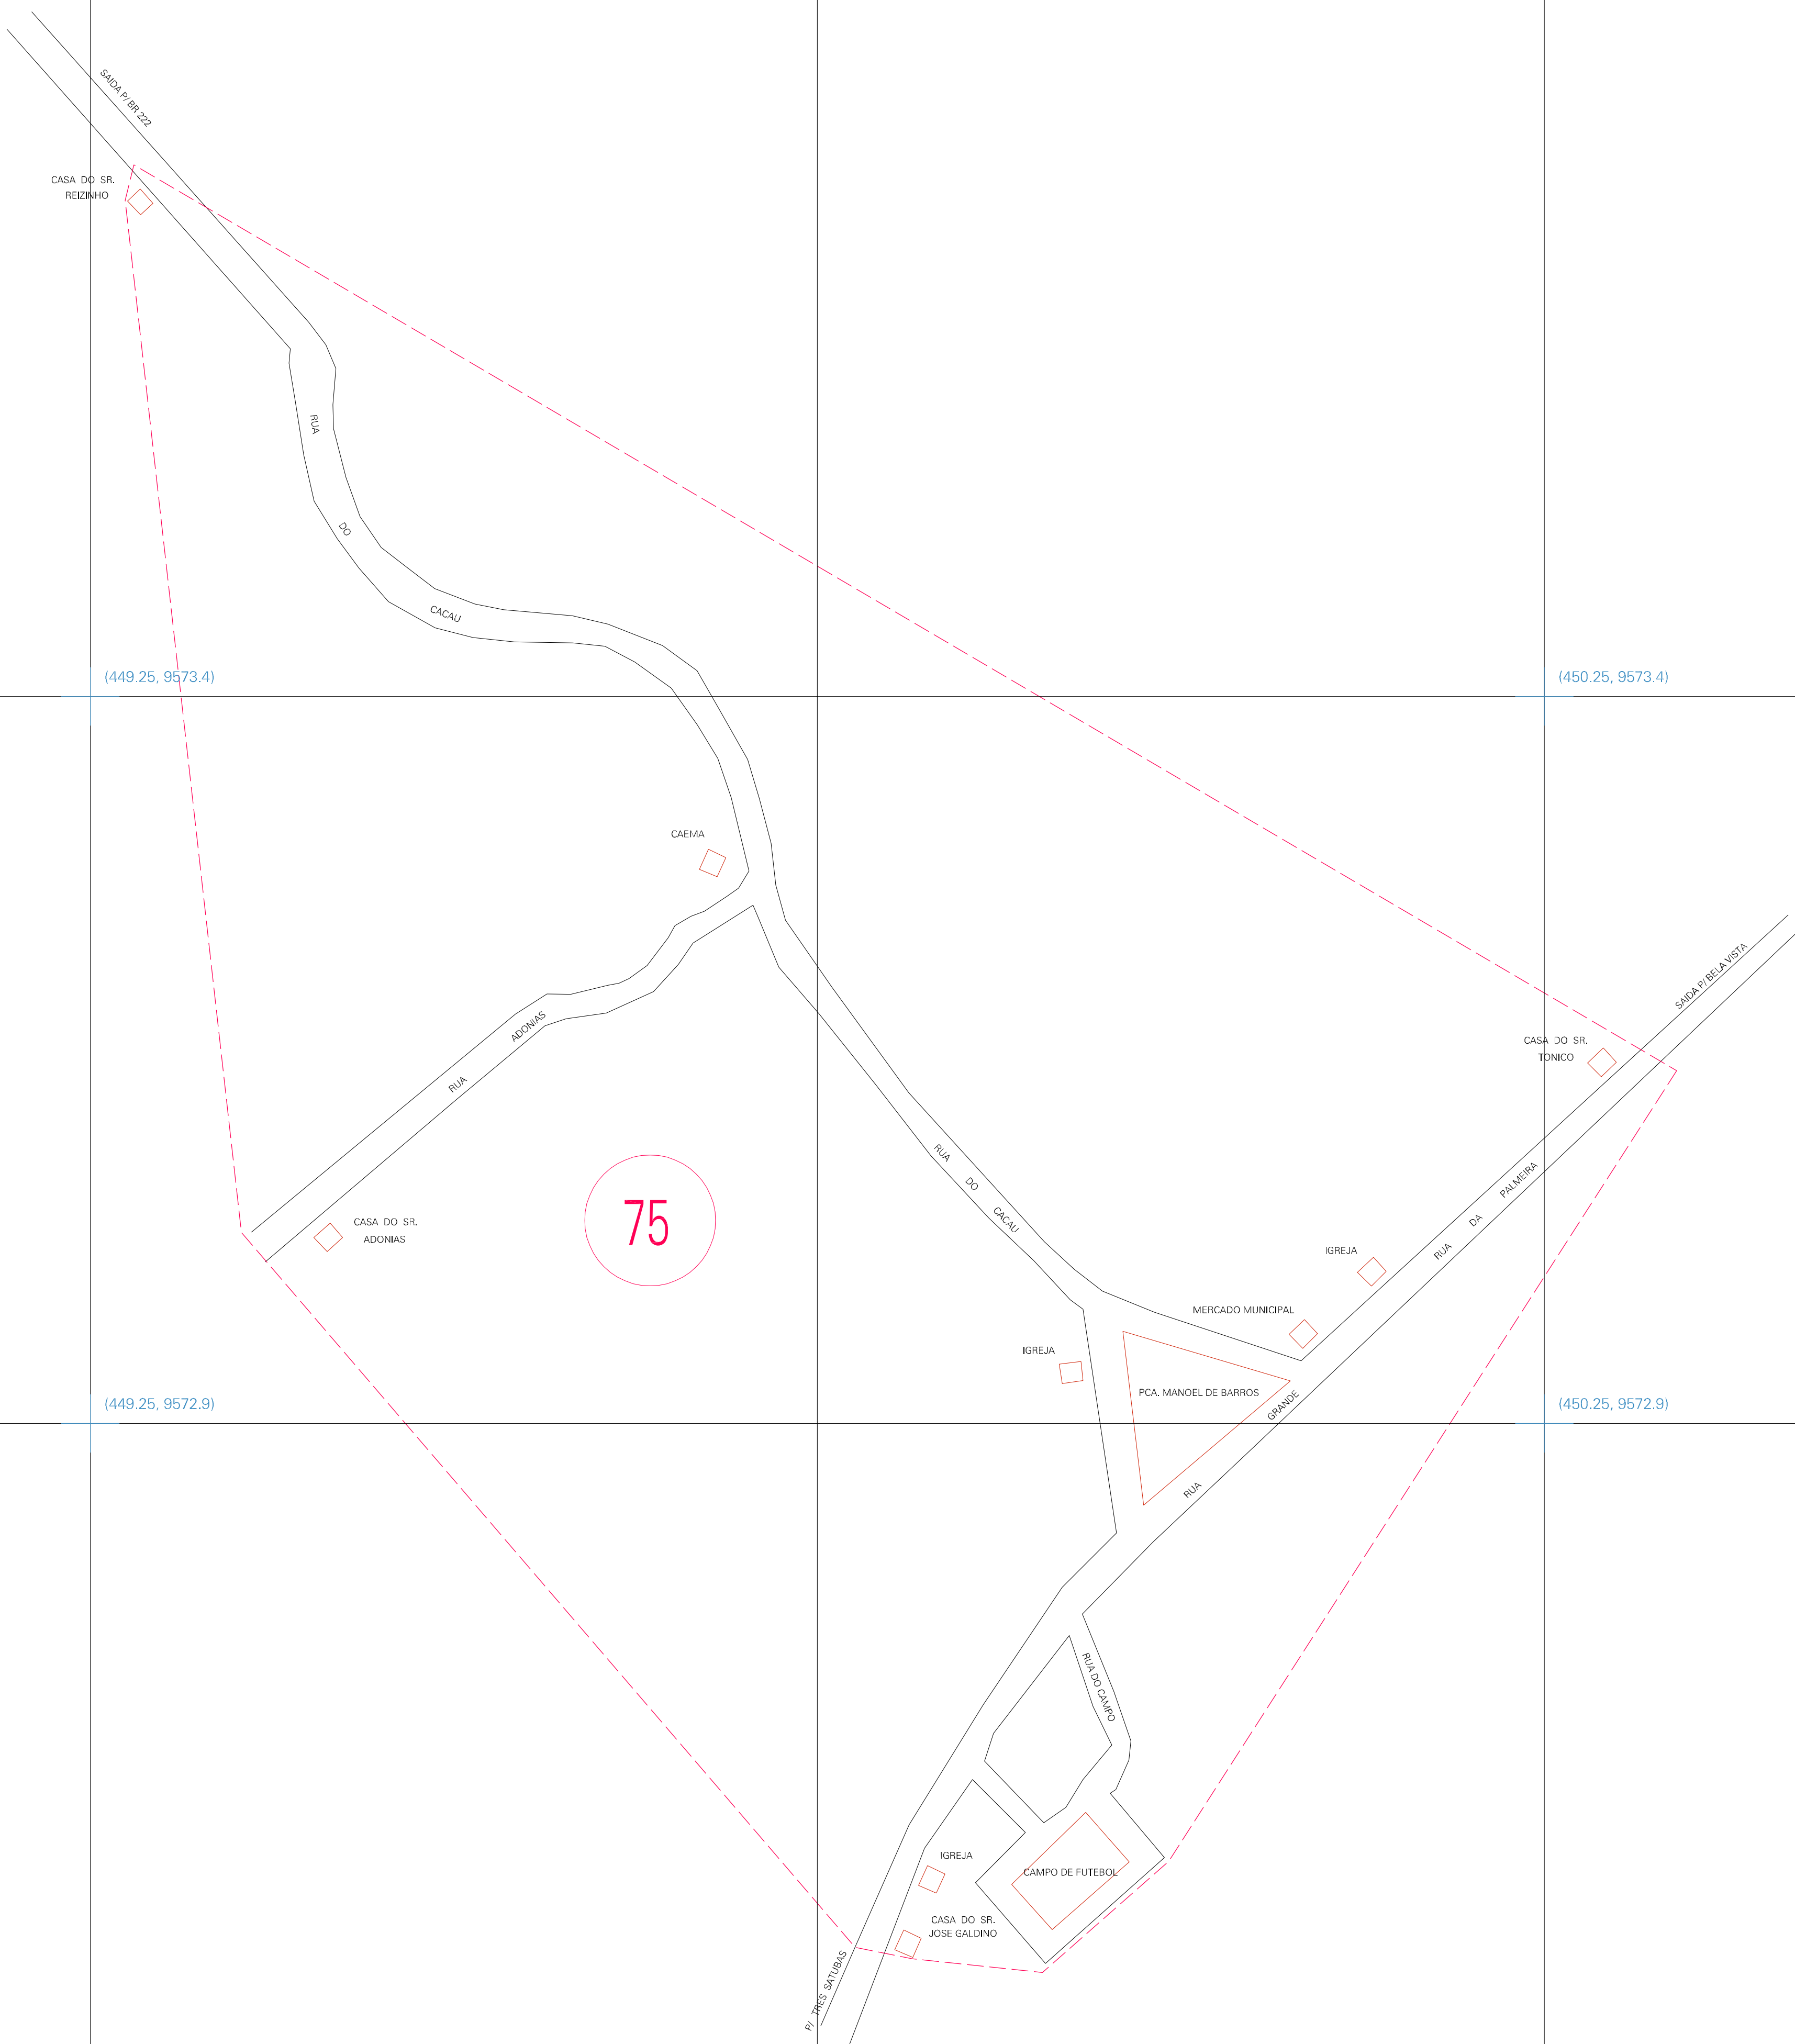 SAIDA P/ BR 222
CASA DO SR.
REIZINHO
RUA
DO
CACAU
(449.25, 9573.4)
(450.25, 9573.4)
CAEMA
SAIDA P/ BELA VISTA
CASA DO SR.
TONICO
ADONIAS
RUA
CASA DO SR.
ADONIAS
75
RUA
DO
CACAU
RUA DA PALMEIRA
IGREJA
MERCADO MUNICIPAL
IGREJA
PCA. MANOEL DE BARROS
(449.25, 9572.9)
(450.25, 9572.9)
RUA GRANDE
RUA DO CAMPO
IGREJA
CAMPO DE FUTEBOL
CASA DO SR.
JOSE GALDINO
P/ TRES SATUBAS